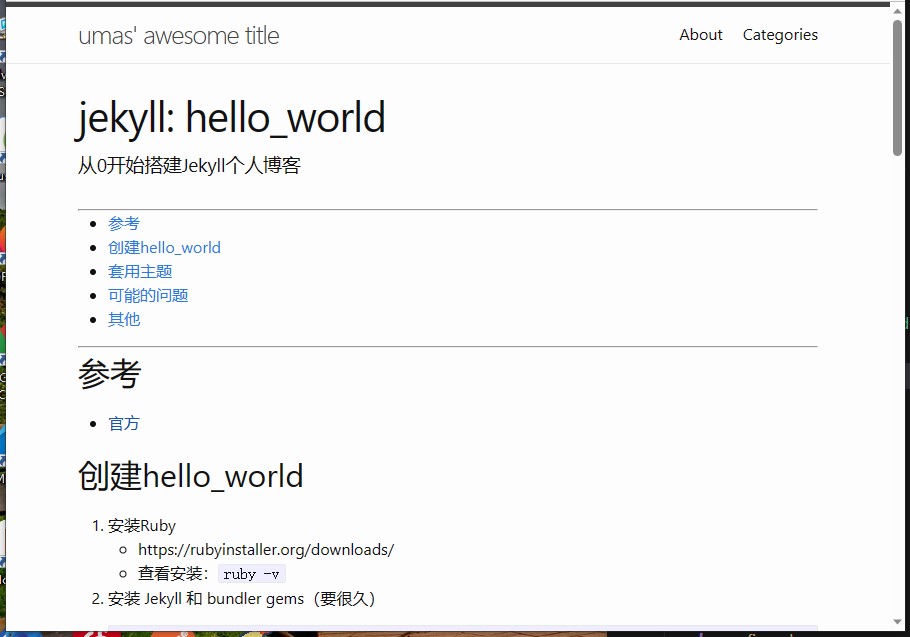 umas' awesome title
About Categories
jekyll: hello_world
从0开始搭建Jekyll个人博客
参考
创建hello_world
套用主题
可能的问题
其他
参考
官方
创建hello_world
1. 安装Ruby
https://rubyinstaller.org/downloads/
查看安装： ruby -v
2. 安装 Jekyll 和 bundler gems（要很久）